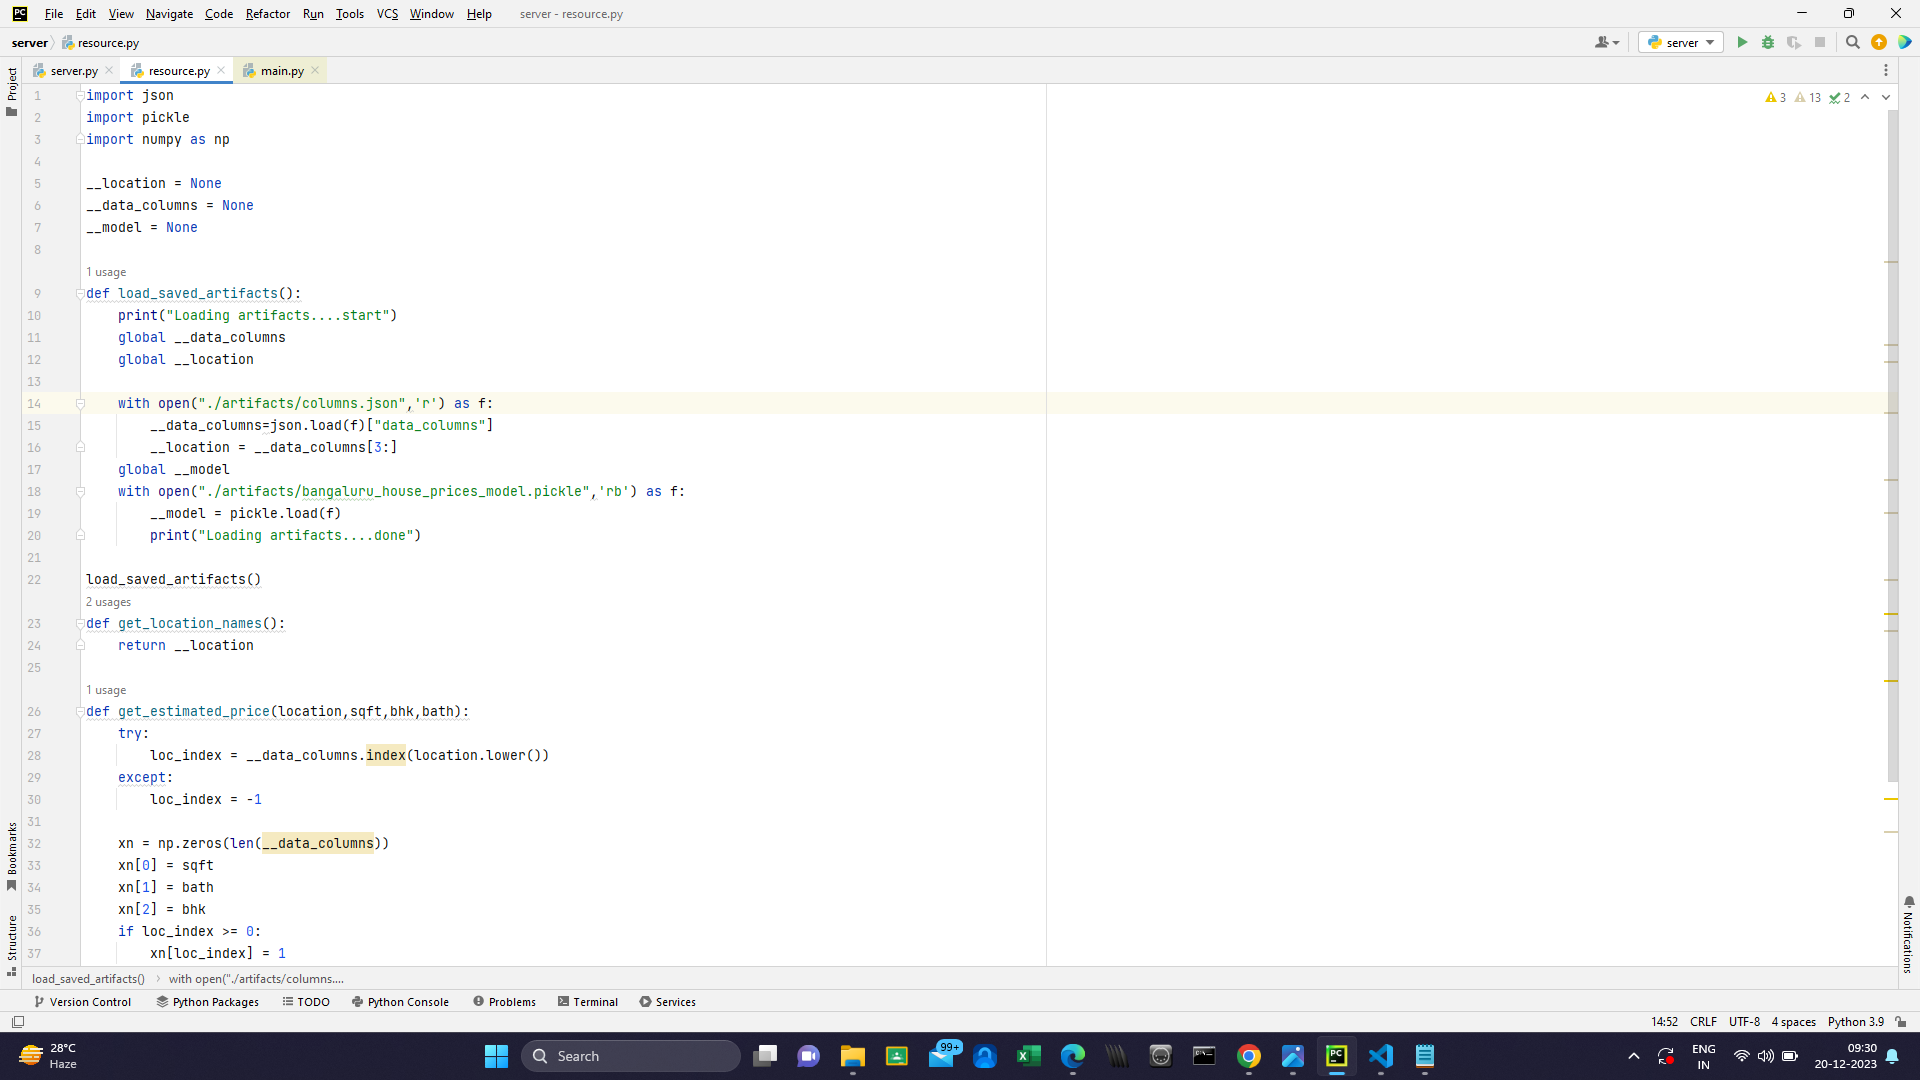 PC File Edit View Navigate Code Refactor Run Tools VCS Window Help server - resource.py
server resource.py server
Project server.py resource.py main.py
3 13 2
1 import json
2 import pickle
3 import numpy as np
4
5 __location = None
6 __data_columns = None
7 __model = None
8
1 usage
9 def load_saved_artifacts():
10 print("Loading artifacts....start")
11 global __data_columns
12 global __location
13
14 with open("./artifacts/columns.json",'r') as f:
15 __data_columns=json.load(f)["data_columns"]
16 __location = __data_columns[3:]
17 global __model
18 with open("./artifacts/bangaluru_house_prices_model.pickle",'rb') as f:
19 __model = pickle.load(f)
20 print("Loading artifacts....done")
21
22 load_saved_artifacts()
2 usages
23 def get_location_names():
24 return __location
25
1 usage
26 def get_estimated_price(location,sqft,bhk,bath):
27 try:
28 loc_index = __data_columns.index(location.lower())
29 except:
30 loc_index = -1
31
32 xn = np.zeros(len(__data_columns))
33 xn[0] = sqft
34 xn[1] = bath
35 xn[2] = bhk
36 if loc_index >= 0:
37 xn[loc_index] = 1
Bookmarks
Structure
Notifications
load_saved_artifacts() with open("./artifacts/columns....
Version Control Python Packages TODO Python Console Problems Terminal Services
14:52 CRLF UTF-8 4 spaces Python 3.9
28°C
Haze
Search
99+
PC
ENG
IN
09:30
20-12-2023